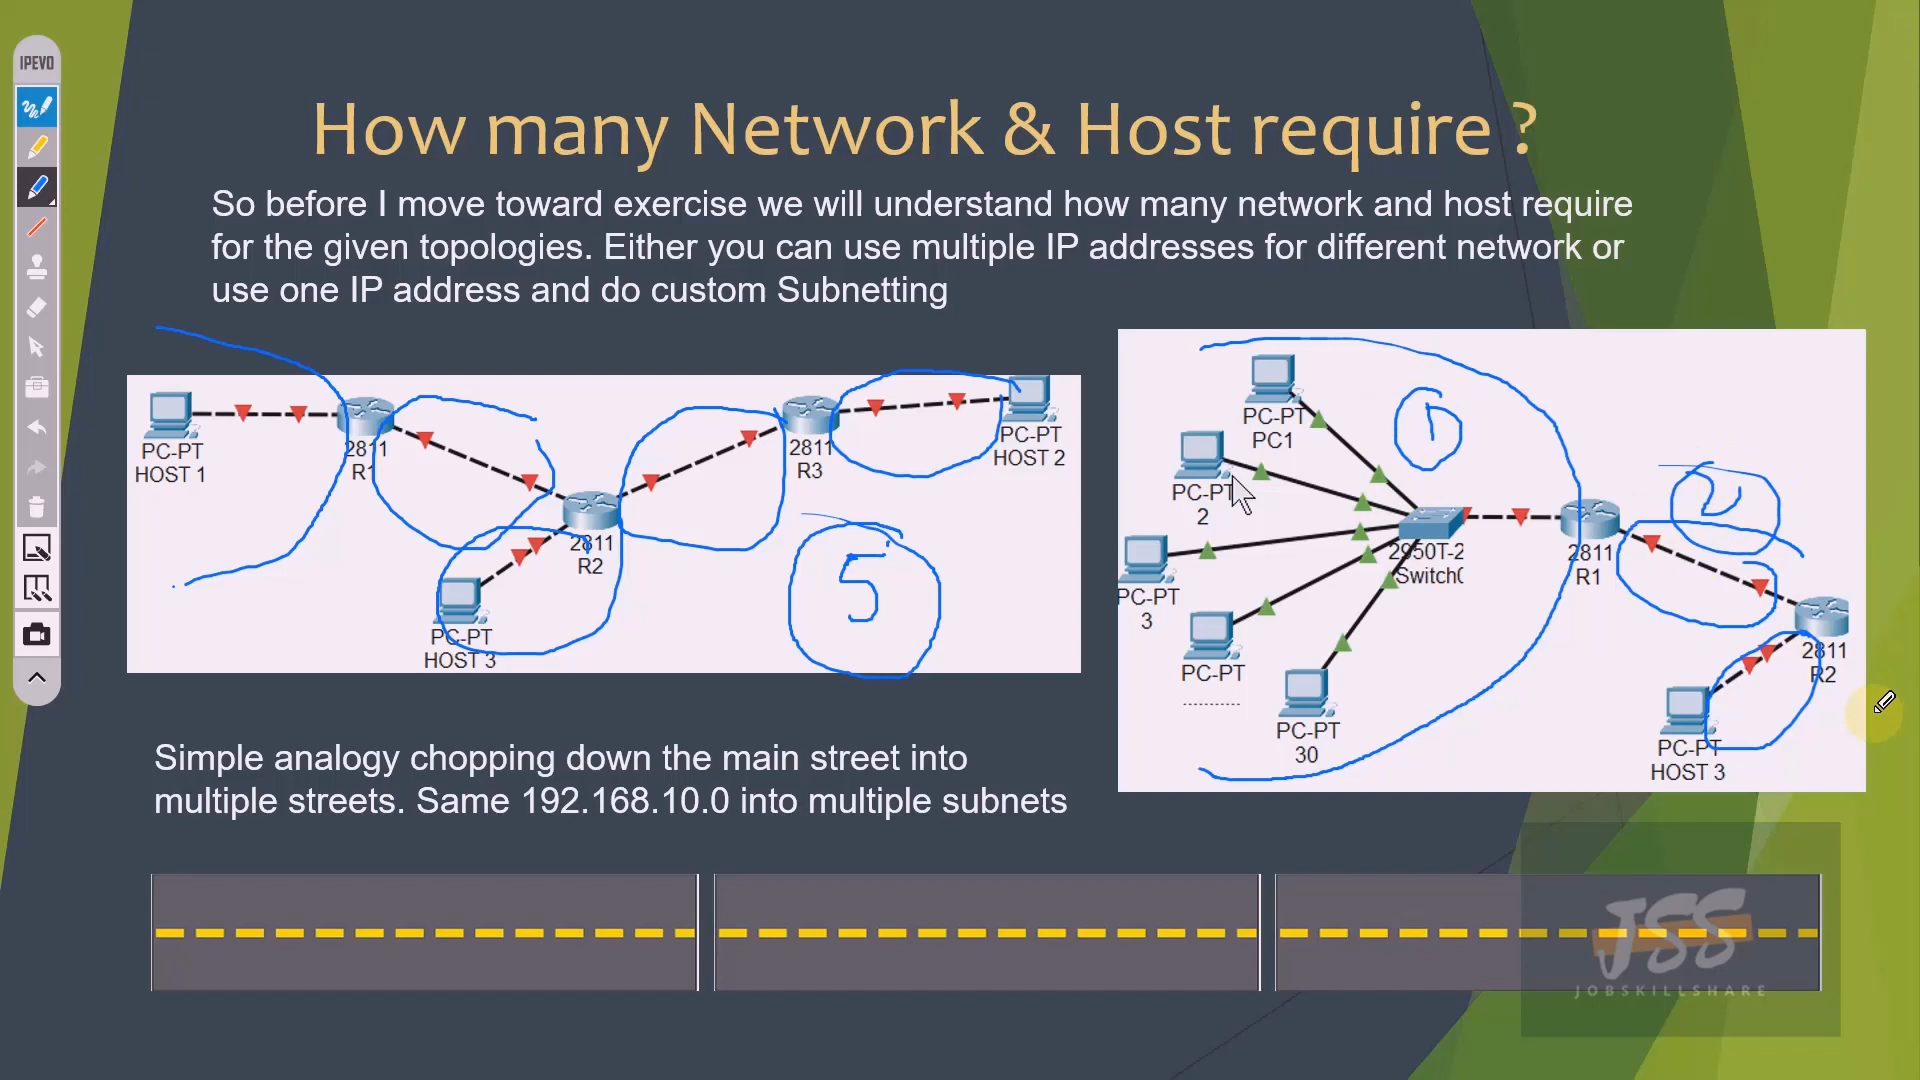 IPEVO
How many Network & Host require ?
So before I move toward exercise we will understand how many network and host require
for the given topologies. Either you can use multiple IP addresses for different network or
use one IP address and do custom Subnetting
PC-PT
HOST 1
2811
R1
2811
R2
2811
R3
PC-PT
HOST 2
PC-PT
HOST 3
5
PC-PT
PC1
PC-PT
2
PC-PT
3
PC-PT
...........
PC-PT
30
2950T-2
Switch0
1
2811
R1
2
2811
R2
PC-PT
HOST 3
Simple analogy chopping down the main street into
multiple streets. Same 192.168.10.0 into multiple subnets
JSS
JOBSKILLSHARE